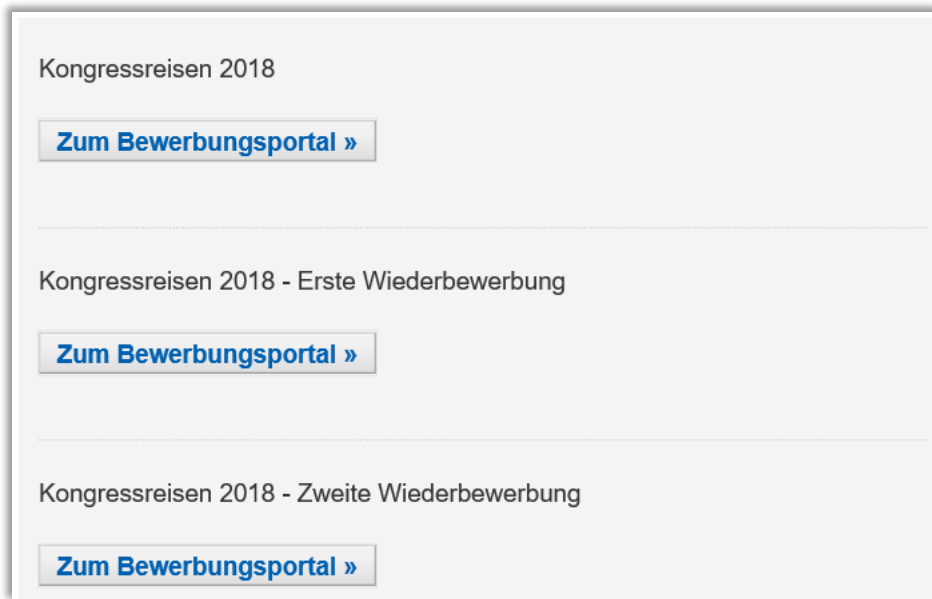 Kongressreisen 2018
Zum Bewerbungsportal »
Kongressreisen 2018 - Erste Wiederbewerbung
Zum Bewerbungsportal »
Kongressreisen 2018 - Zweite Wiederbewerbung
Zum Bewerbungsportal »